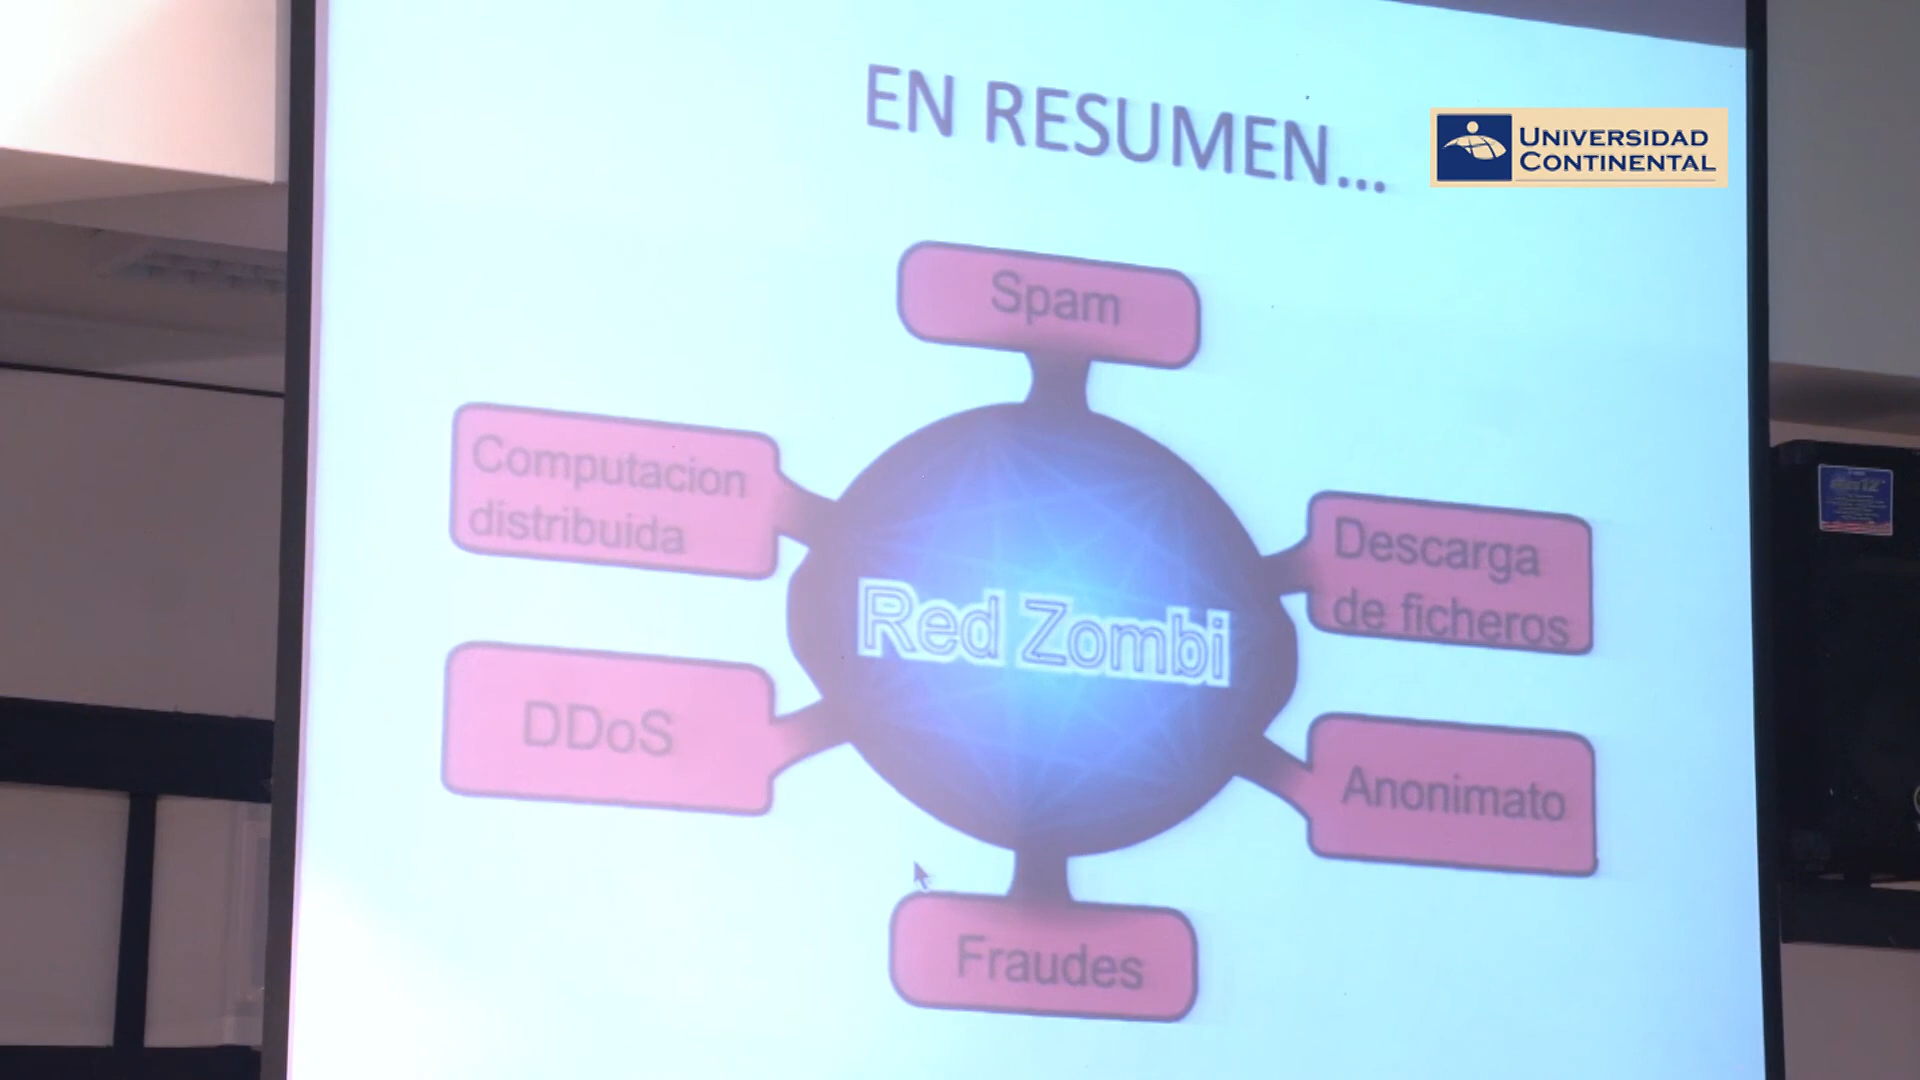 EN RESUMEN...
UNIVERSIDAD
CONTINENTAL
Spam
Computacion
distribuida
Descarga
de ficheros
Red Zombi
DDoS
Anonimato
Fraudes